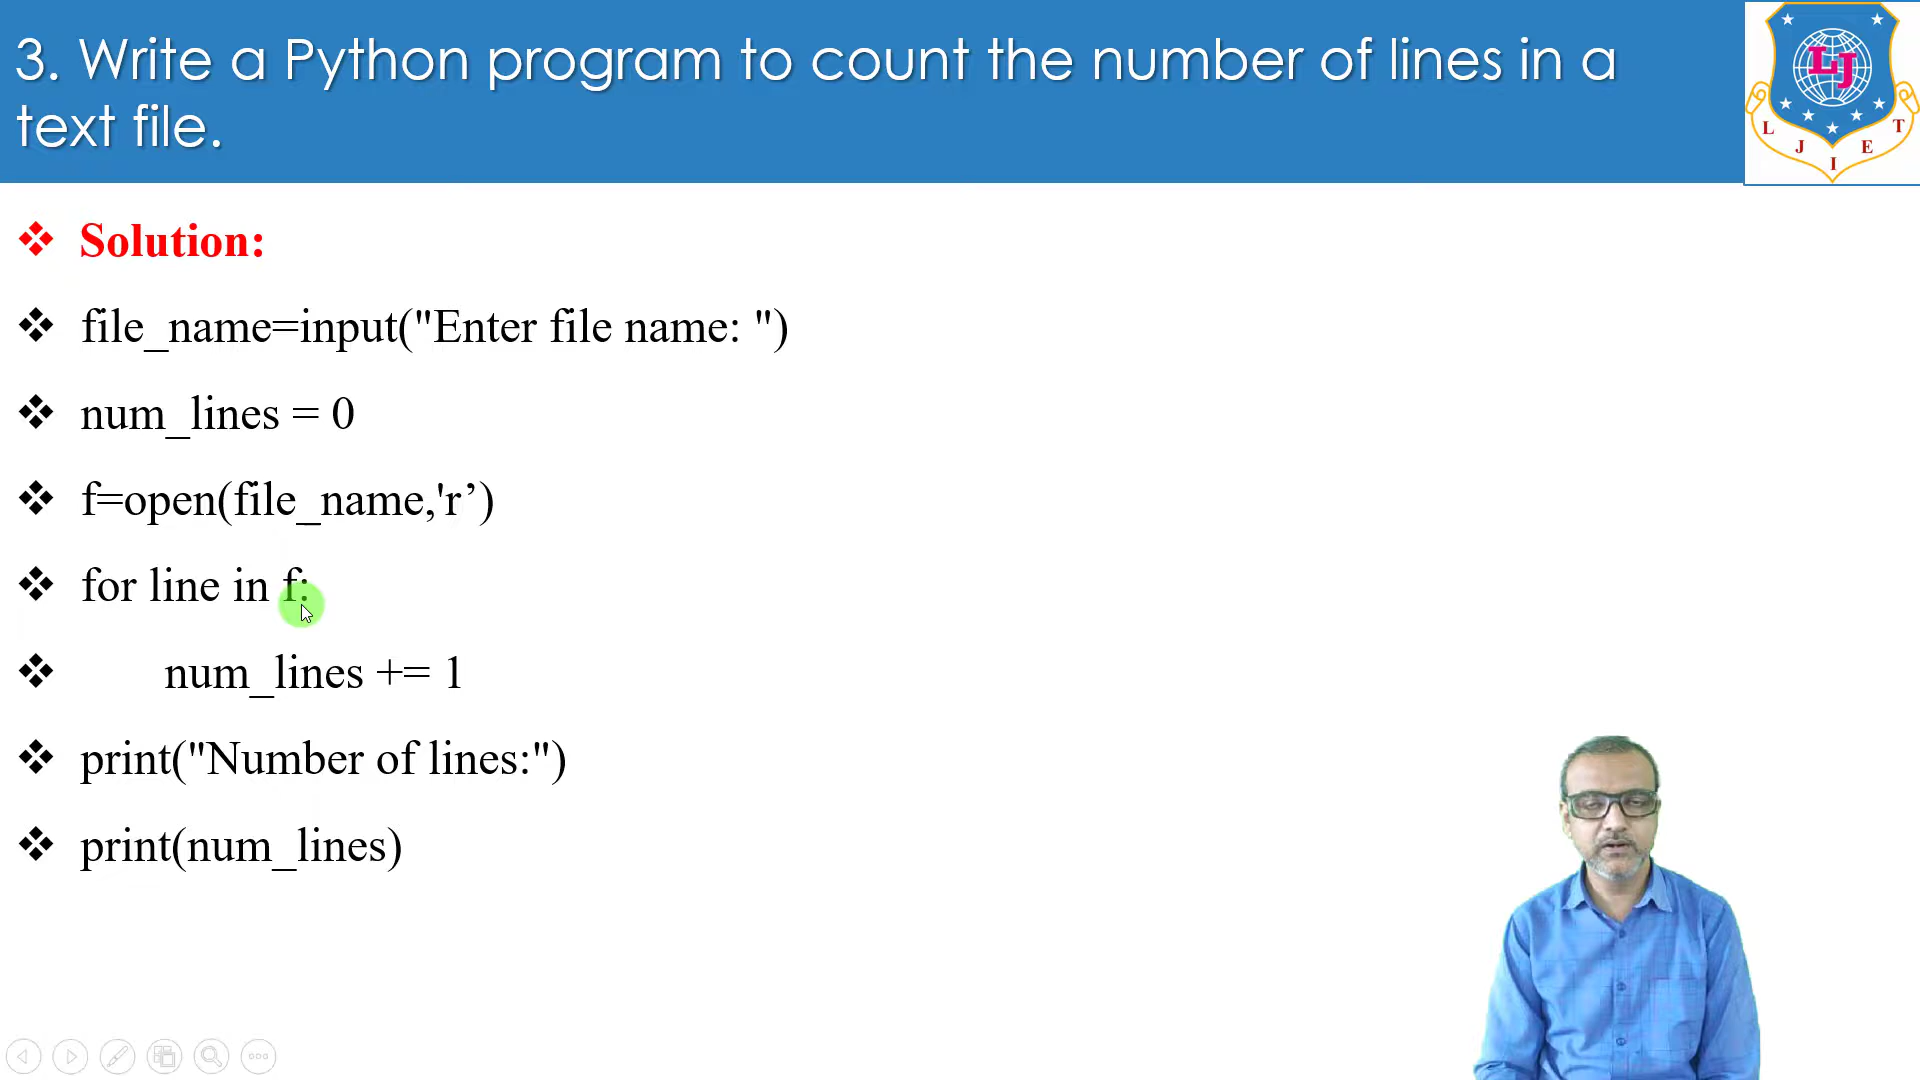 3. Write a Python program to count the number of lines in a
text file.
LJ
L J I E T
Solution:
file_name=input("Enter file name: ")
num_lines = 0
f=open(file_name,'r’)
for line in f:
num_lines += 1
print("Number of lines:")
print(num_lines)